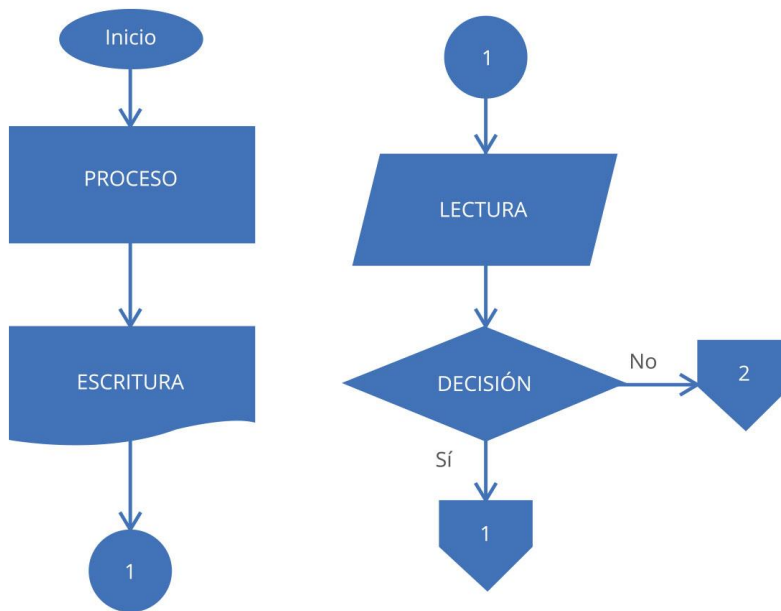 Inicio
PROCESO
ESCRITURA
1
1
LECTURA
DECISIÓN
No
2
Sí
1